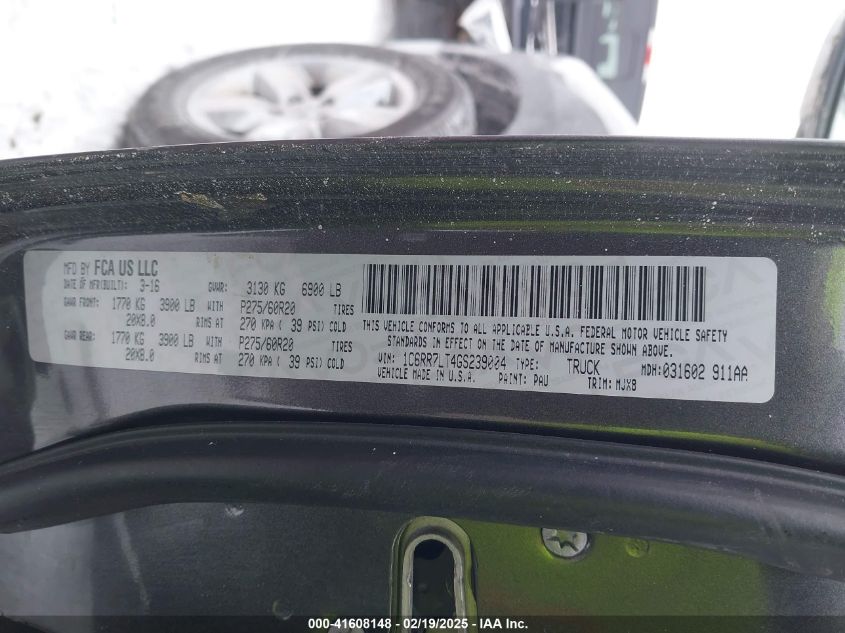 MFD BY FCA US LLC
DATE OF MFR(BUILT): 3-16 GVWR: 3130 KG 6900 LB
GAWR FRONT: 1770 KG 3900 LB WITH P275/60R20 TIRES
20X8.0 RIMS AT 270 KPA ( 39 PSI) COLD
GAWR REAR: 1770 KG 3900 LB WITH P275/60R20 TIRES
20X8.0 RIMS AT 270 KPA ( 39 PSI) COLD
THIS VEHICLE CONFORMS TO ALL APPLICABLE U.S.A. FEDERAL MOTOR VEHICLE SAFETY
STANDARDS IN EFFECT ON THE DATE OF MANUFACTURE SHOWN ABOVE.
VIN: 1C6RR7LT4GS239004 TYPE: TRUCK MDH: 031602 911AA
VEHICLE MADE IN U.S.A. PAINT: PAU TRIM: MJX8
000-41608148 - 02/19/2025 - IAA Inc.